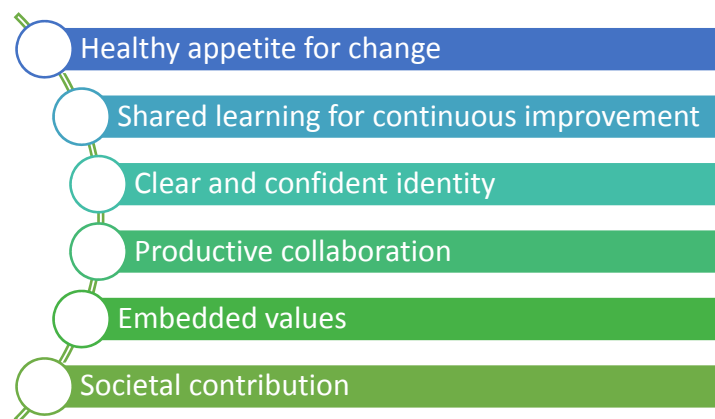 Healthy appetite for change
Shared learning for continuous improvement
Clear and confident identity
Productive collaboration
Embedded values
Societal contribution